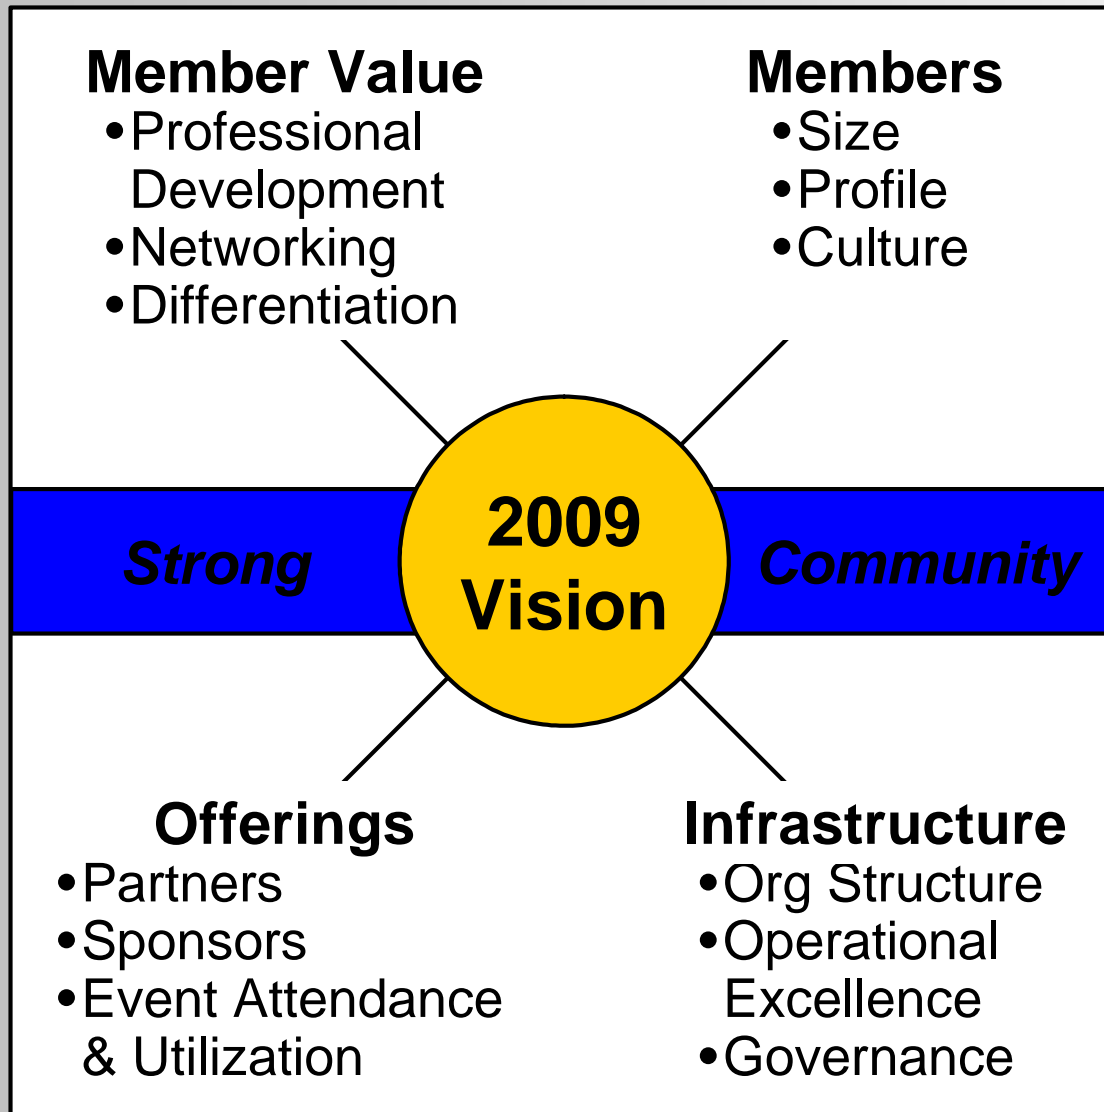 Member Value
•Professional
Development
•Networking
•Differentiation
Members
•Size
•Profile
•Culture
Strong
2009
Vision
Community
Offerings
•Partners
•Sponsors
•Event Attendance
& Utilization
Infrastructure
•Org Structure
•Operational
Excellence
•Governance